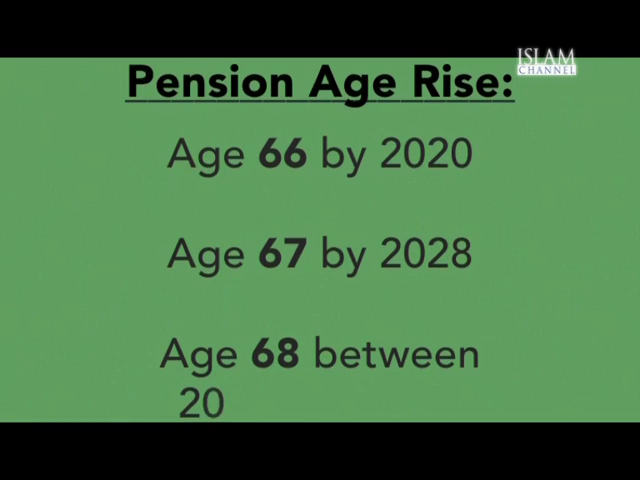 ISLAM
CHANNEL
Pension Age Rise:
Age 66 by 2020
Age 67 by 2028
Age 68 between
20